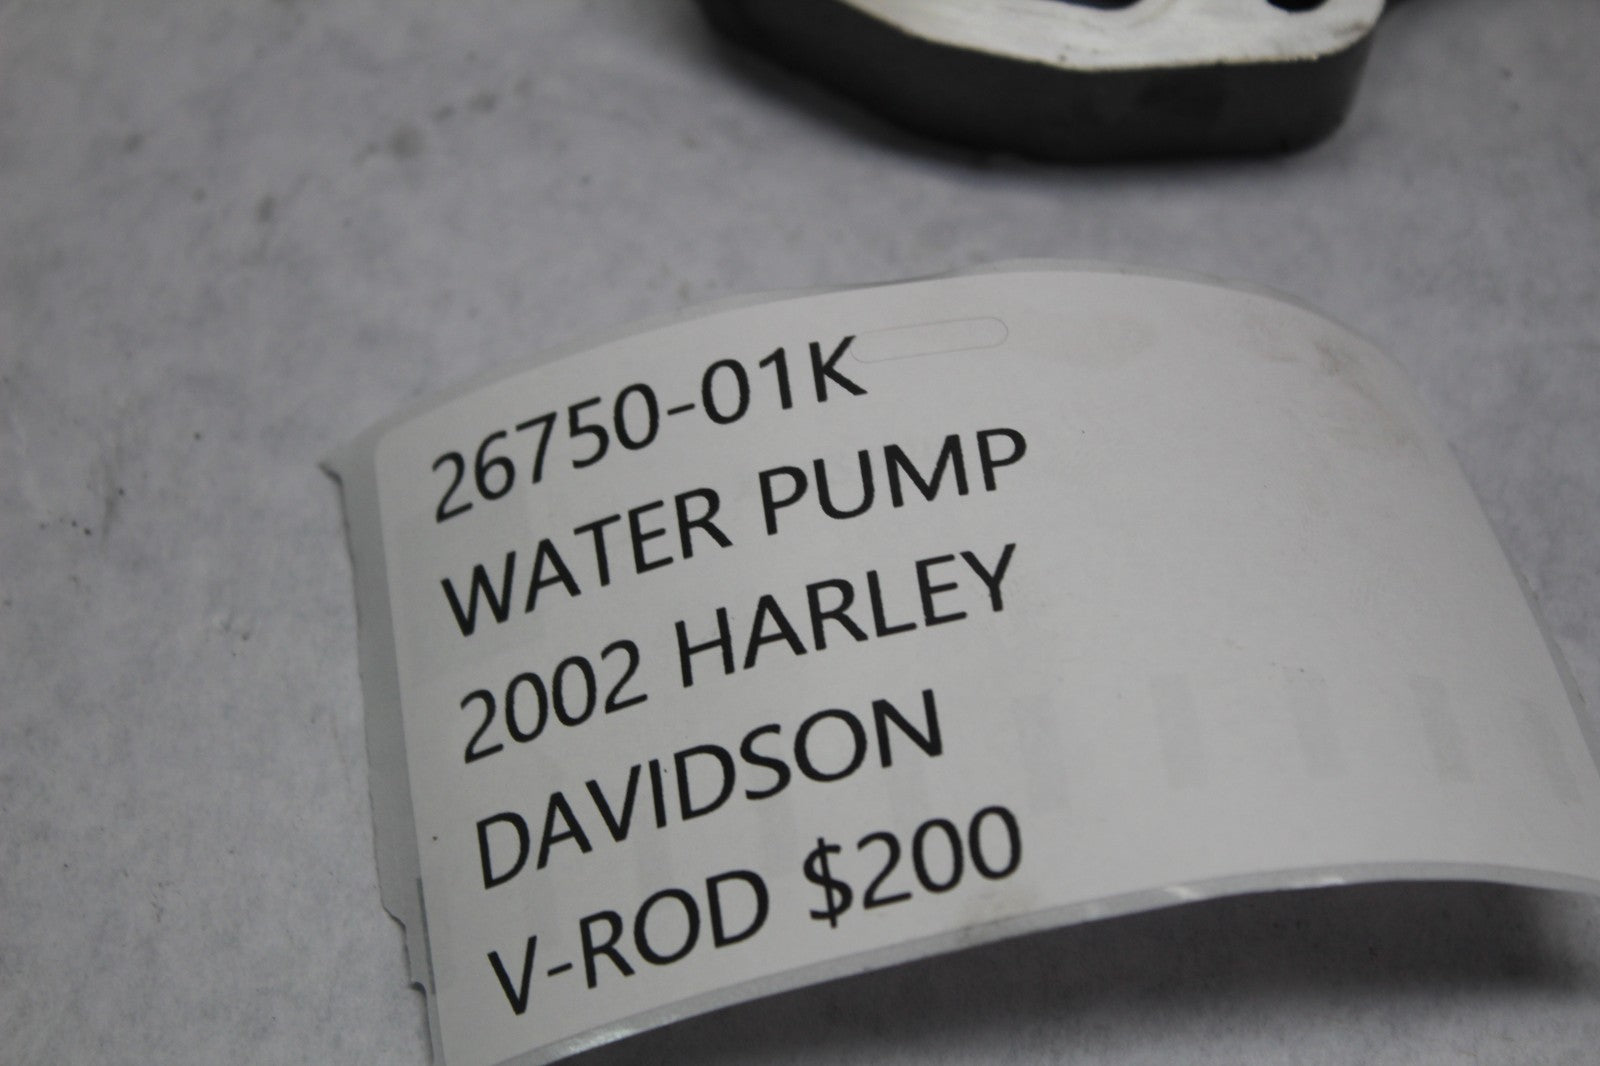 26750-01K
WATER PUMP
2002 HARLEY
DAVIDSON
V-ROD $200